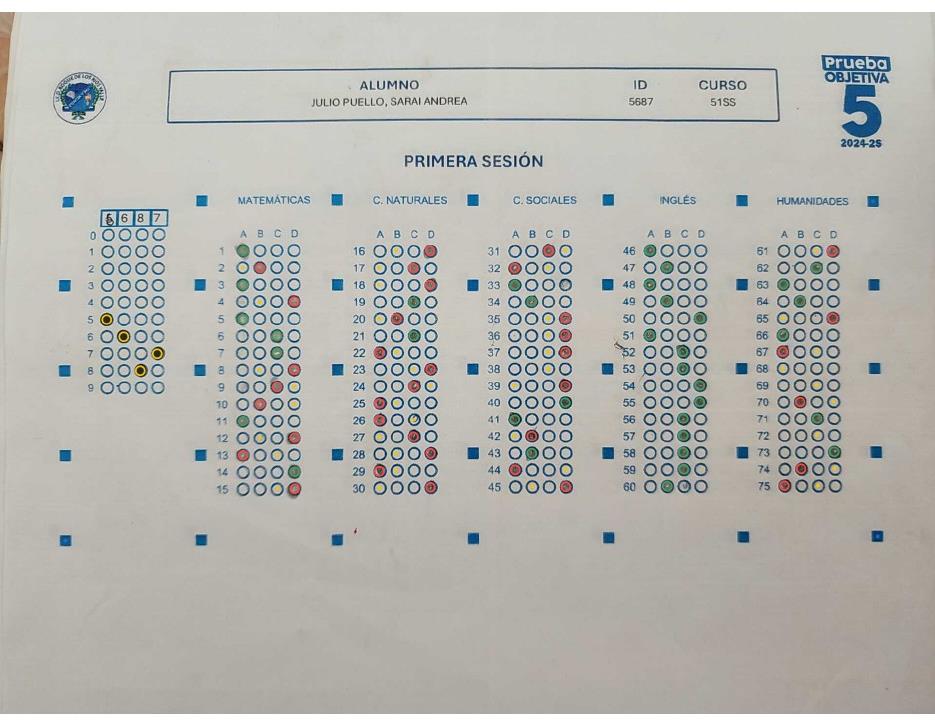 Prueba
OBJETIVA
5
2024-25
ALUMNO ID CURSO
JULIO PUELLO, SARAI ANDREA 5687 51SS
PRIMERA SESIÓN
MATEMÁTICAS C. NATURALES C. SOCIALES INGLÉS HUMANIDADES
5 6 8 7
A B C D A B C D A B C D A B C D A B C D
0
1 1 16 31 46 61
2 2 17 32 47 62
3 3 18 33 48 63
4 4 19 34 49 64
5 5 20 35 50 65
6 6 21 36 51 66
7 7 22 37 52 67
8 8 23 38 53 68
9 9 24 39 54 69
10 25 40 55 70
11 26 41 56 71
12 27 42 57 72
13 28 43 58 73
14 29 44 59 74
15 30 45 60 75